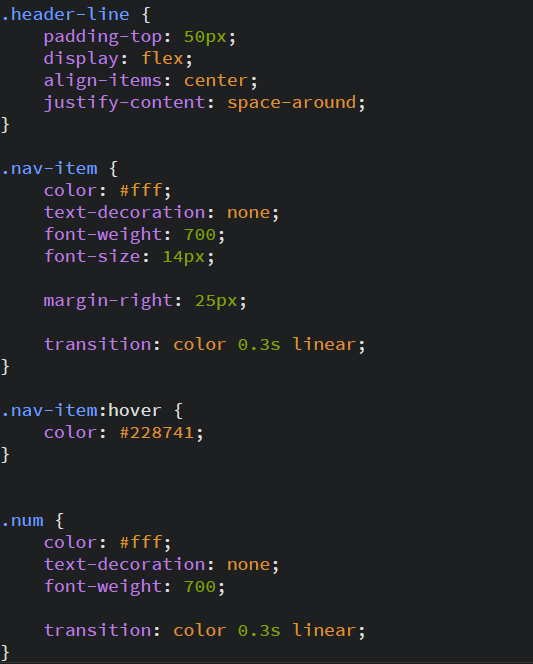 .header-line {
    padding-top: 50px;
    display: flex;
    align-items: center;
    justify-content: space-around;
}

.nav-item {
    color: #fff;
    text-decoration: none;
    font-weight: 700;
    font-size: 14px;

    margin-right: 25px;

    transition: color 0.3s linear;
}

.nav-item:hover {
    color: #228741;
}


.num {
    color: #fff;
    text-decoration: none;
    font-weight: 700;

    transition: color 0.3s linear;
}